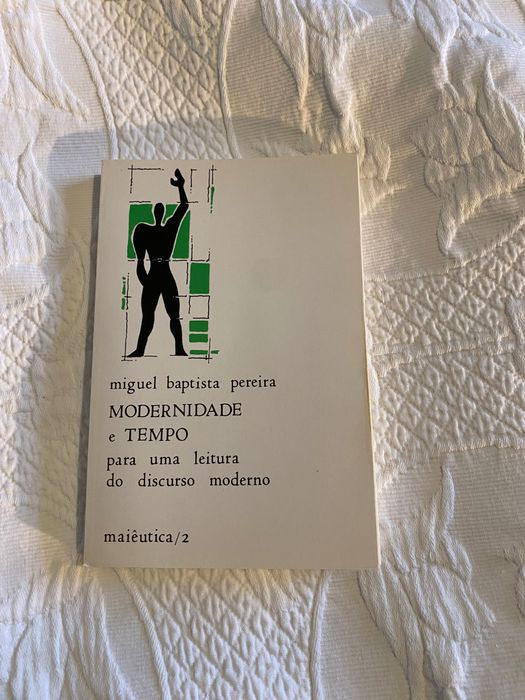 miguel baptista pereira
MODERNIDADE
e TEMPO
para uma leitura
do discurso moderno
maiêutica/2